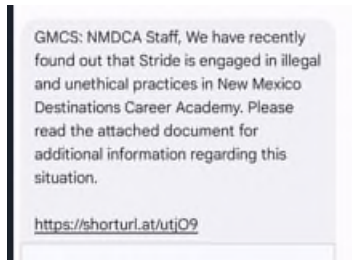 GMCS: NMDCA Staff, We have recently
found out that Stride is engaged in illegal
and unethical practices in New Mexico
Destinations Career Academy. Please
read the attached document for
additional information regarding this
situation.
https://shorturl.at/utjO9